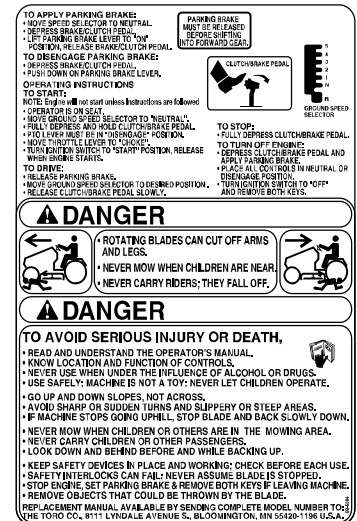 TO APPLY PARKING BRAKE:
• MOVE SPEED SELECTOR TO NEUTRAL.
• DEPRESS BRAKE/CLUTCH PEDAL,
• LIFT PARKING BRAKE LEVER TO "ON"
POSITION, RELEASE BRAKE/CLUTCH PEDAL.
TO DISENGAGE PARKING BRAKE:
• DEPRESS BRAKE/CLUTCH PEDAL,
• PUSH DOWN ON PARKING BRAKE LEVER.
OPERATING INSTRUCTIONS
TO START:
NOTE: Engine will not start unless instructions are followed
• OPERATOR IS ON SEAT.
• MOVE GROUND SPEED SELECTOR TO "NEUTRAL".
• FULLY DEPRESS AND HOLD CLUTCH/BRAKE PEDAL.
• PTO LEVER MUST BE IN "DISENGAGE" POSITION.
• MOVE THROTTLE LEVER TO "CHOKE".
• TURN IGNITION SWITCH TO "START" POSITION, RELEASE
WHEN ENGINE STARTS.
TO DRIVE:
• RELEASE PARKING BRAKE.
• MOVE GROUND SPEED SELECTOR TO DESIRED POSITION.
• RELEASE CLUTCH/BRAKE PEDAL SLOWLY.
PARKING BRAKE
MUST BE RELEASED
BEFORE SHIFTING
INTO FORWARD GEAR.
CLUTCH/BRAKE PEDAL
5
4
3
2
1
N
R
GROUND SPEED
SELECTOR
TO STOP:
• FULLY DEPRESS CLUTCH/BRAKE PEDAL.
TO TURN OFF ENGINE:
• DEPRESS CLUTCH/BRAKE PEDAL AND
APPLY PARKING BRAKE.
• PLACE ALL CONTROLS IN NEUTRAL OR
DISENGAGE POSITION.
• TURN IGNITION SWITCH TO "OFF"
AND REMOVE BOTH KEYS.
DANGER
• ROTATING BLADES CAN CUT OFF ARMS
AND LEGS.
• NEVER MOW WHEN CHILDREN ARE NEAR.
• NEVER CARRY RIDERS; THEY FALL OFF.
DANGER
TO AVOID SERIOUS INJURY OR DEATH,
• READ AND UNDERSTAND THE OPERATOR'S MANUAL.
• KNOW LOCATION AND FUNCTION OF CONTROLS.
• NEVER USE WHEN UNDER THE INFLUENCE OF ALCOHOL OR DRUGS.
• USE SAFELY: MACHINE IS NOT A TOY; NEVER LET CHILDREN OPERATE.
• GO UP AND DOWN SLOPES, NOT ACROSS.
• AVOID SHARP OR SUDDEN TURNS AND SLIPPERY OR STEEP AREAS.
• IF MACHINE STOPS GOING UPHILL, STOP BLADE AND BACK SLOWLY DOWN.
• NEVER MOW WHEN CHILDREN OR OTHERS ARE IN THE MOWING AREA.
• NEVER CARRY CHILDREN OR OTHER PASSENGERS.
• LOOK DOWN AND BEHIND BEFORE AND WHILE BACKING UP.
• KEEP SAFETY DEVICES IN PLACE AND WORKING; CHECK BEFORE EACH USE.
• SAFETY INTERLOCKS CAN FAIL: NEVER ASSUME BLADE IS STOPPED.
• STOP ENGINE, SET PARKING BRAKE & REMOVE BOTH KEYS IF LEAVING MACHINE.
• REMOVE OBJECTS THAT COULD BE THROWN BY THE BLADE.
REPLACEMENT MANUAL AVAILABLE BY SENDING COMPLETE MODEL NUMBER TO:
THE TORO CO., 8111 LYNDALE AVENUE S., BLOOMINGTON, MN 55420-1196 U.S.A.